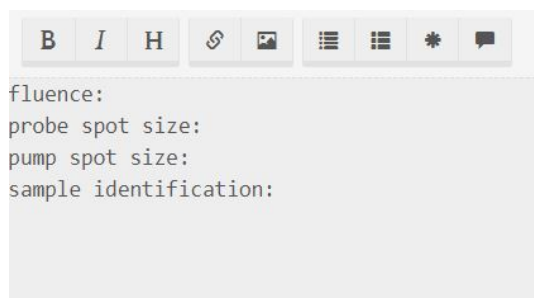 B I H
fluence:
probe spot size:
pump spot size:
sample identification: